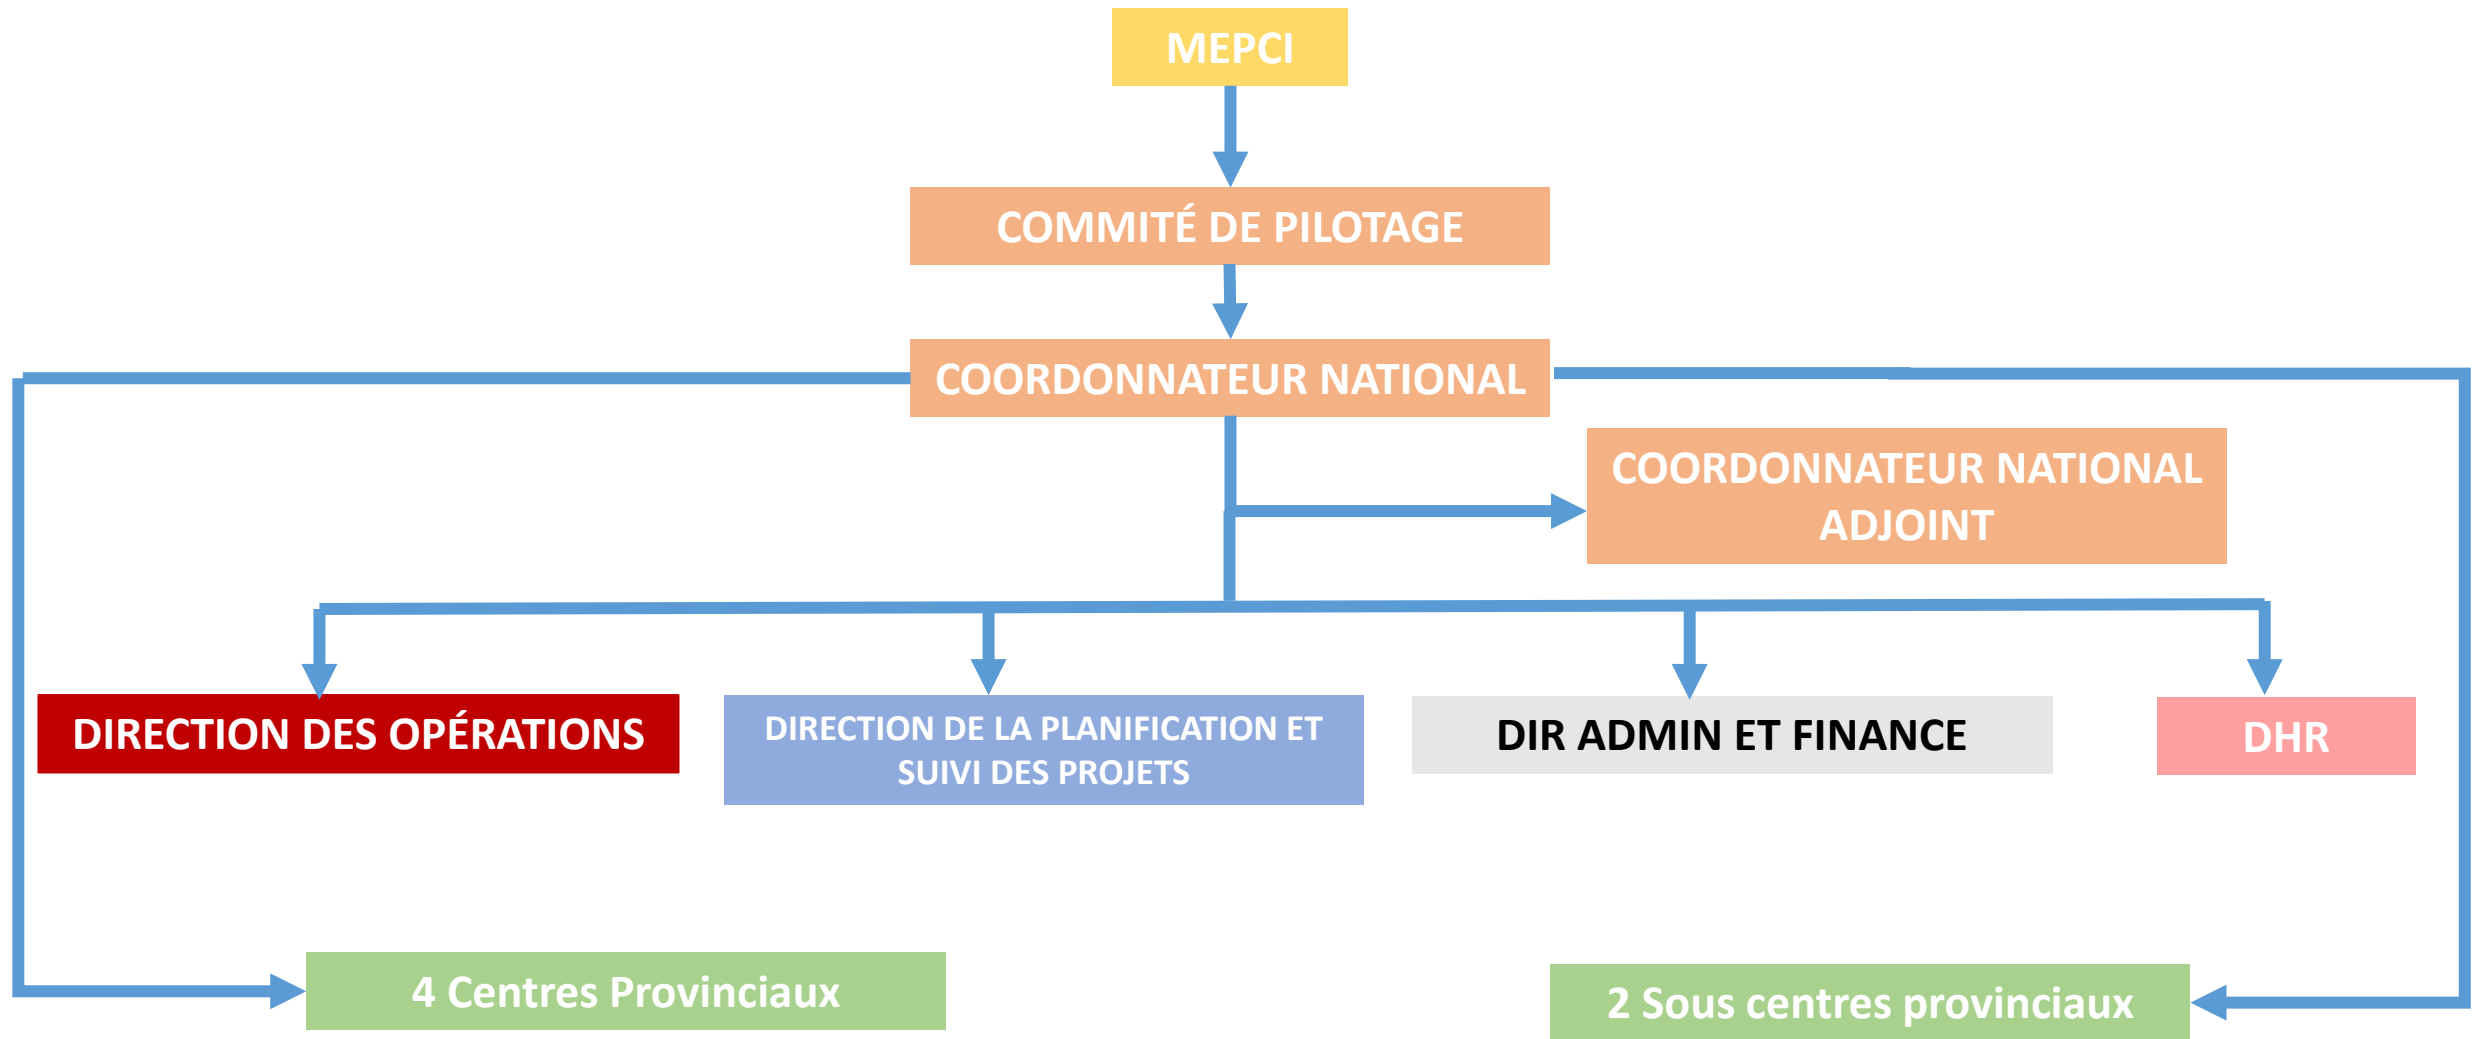 MEPCI
COMMITÉ DE PILOTAGE
COORDONNATEUR NATIONAL
COORDONNATEUR NATIONAL
ADJOINT
DIRECTION DES OPÉRATIONS
DIRECTION DE LA PLANIFICATION ET
SUIVI DES PROJETS
DIR ADMIN ET FINANCE
DHR
4 Centres Provinciaux
2 Sous centres provinciaux